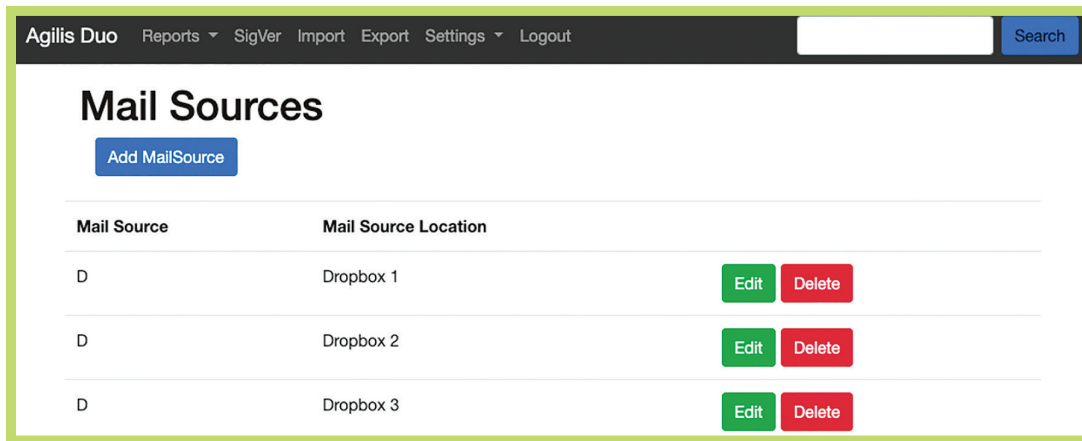 Agilis Duo Reports SigVer Import Export Settings Logout Search
Mail Sources
Add MailSource
Mail Source Mail Source Location
D Dropbox 1 Edit Delete
D Dropbox 2 Edit Delete
D Dropbox 3 Edit Delete